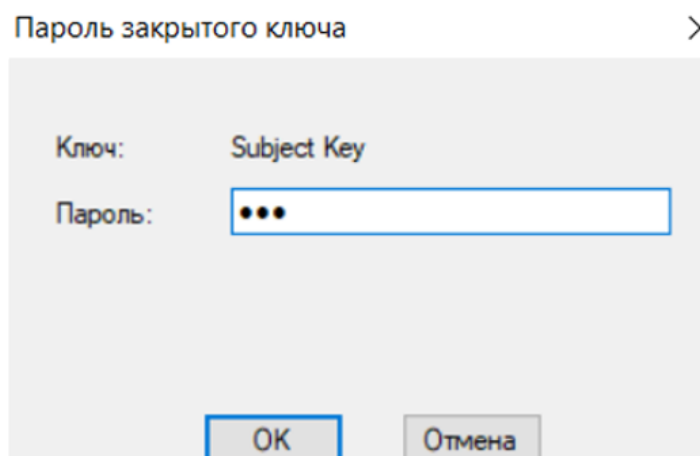 Пароль закрытого ключа
Ключ: Subject Key
Пароль: •••
OK Отмена